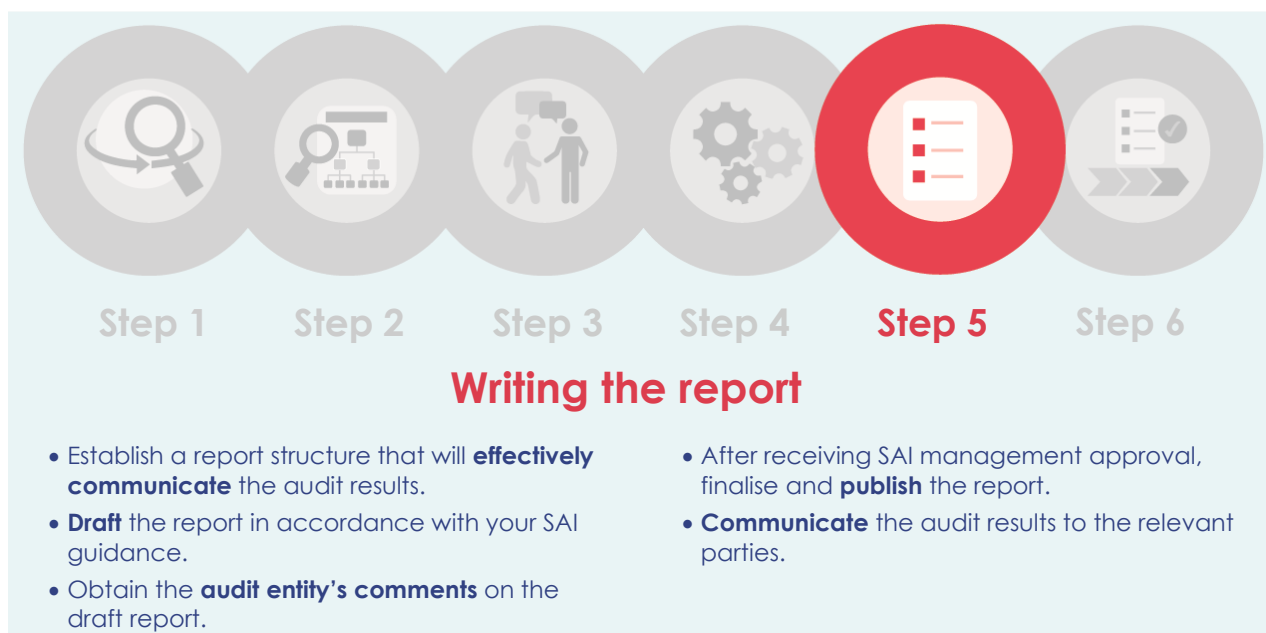 Step 1
Step 2
Step 3
Step 4
Step 5
Step 6
Writing the report
• Establish a report structure that will effectively
communicate the audit results.
• Draft the report in accordance with your SAI
guidance.
• Obtain the audit entity’s comments on the
draft report.
• After receiving SAI management approval,
finalise and publish the report.
• Communicate the audit results to the relevant
parties.